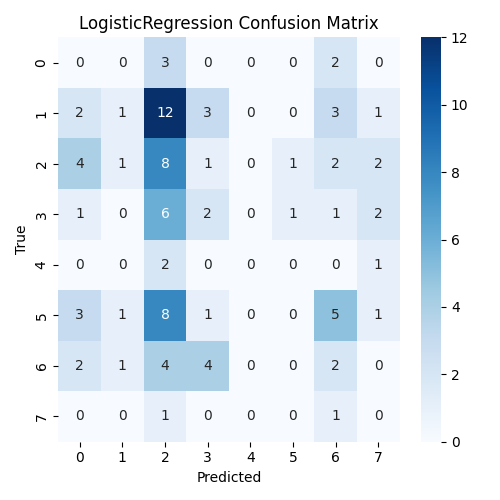 LogisticRegression Confusion Matrix
0 0 0 3 0 0 0 2 0
1 2 1 12 3 0 0 3 1
2 4 1 8 1 0 1 2 2
3 1 0 6 2 0 1 1 2
4 0 0 2 0 0 0 0 1
5 3 1 8 1 0 0 5 1
6 2 1 4 4 0 0 2 0
7 0 0 1 0 0 0 1 0
0 1 2 3 4 5 6 7
Predicted
True
12
10
8
6
4
2
0